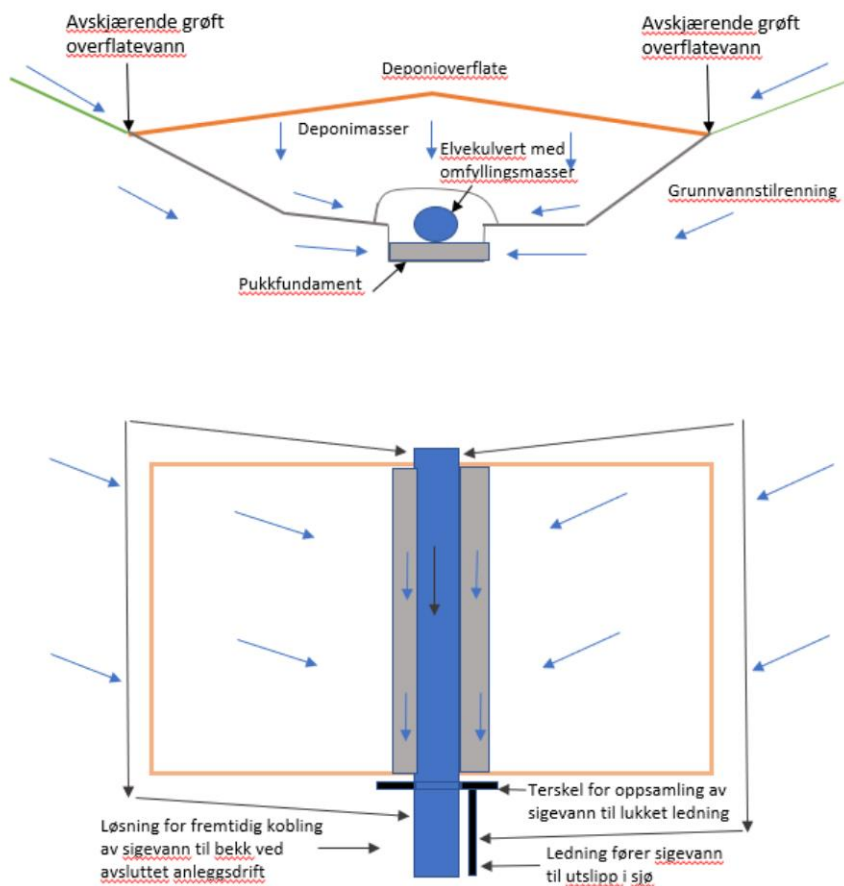 Avskjærende grøft
overflatevann
Avskjærende grøft
overflatevann
Deponioverflate
Deponimasser
Elvekulvert med
omfyllingsmasser
Grunnvannstilrenning
Pukkfundament
Terskel for oppsamling av
sigevann til lukket ledning
Løsning for fremtidig kobling
av sigevann til bekk ved
avsluttet anleggsdrift
Ledning fører sigevann
til utslipp i sjø